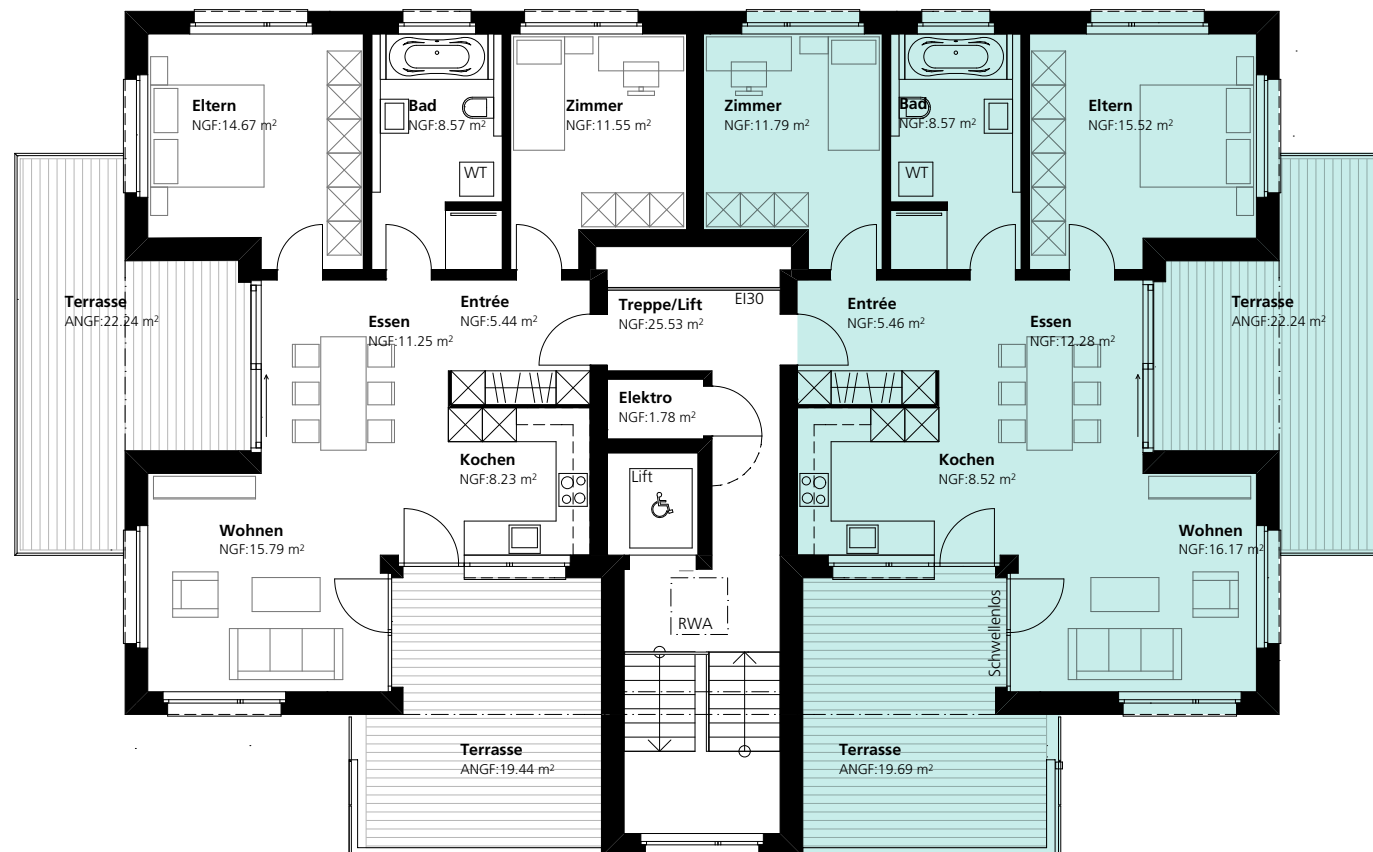 Eltern
NGF:14.67 m²
Bad
NGF:8.57 m²
WT
Zimmer
NGF:11.55 m²
Zimmer
NGF:11.79 m²
Bad
NGF:8.57 m²
WT
Eltern
NGF:15.52 m²
Terrasse
ANGF:22.24 m²
Essen
NGF:11.25 m²
Entrée
NGF:5.44 m²
Treppe/Lift
NGF:25.53 m²
EI30
Entrée
NGF:5.46 m²
Essen
NGF:12.28 m²
Terrasse
ANGF:22.24 m²
Elektro
NGF:1.78 m²
Kochen
NGF:8.23 m²
Lift
Kochen
NGF:8.52 m²
Wohnen
NGF:15.79 m²
Wohnen
NGF:16.17 m²
RWA
Schwellenlos
Terrasse
ANGF:19.44 m²
Terrasse
ANGF:19.69 m²